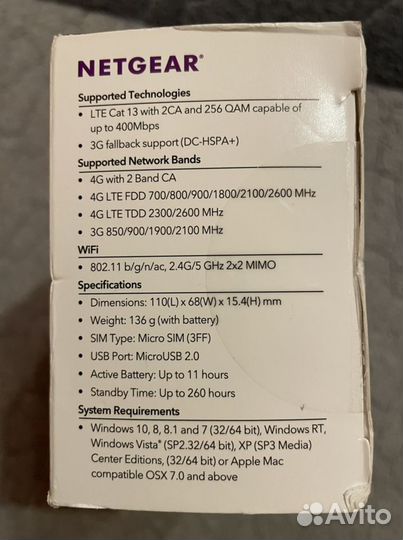 NETGEAR®
Supported Technologies
• LTE Cat 13 with 2CA and 256 QAM capable of
up to 400Mbps
• 3G fallback support (DC-HSPA+)
Supported Network Bands
• 4G with 2 Band CA
• 4G LTE FDD 700/800/900/1800/2100/2600 MHz
• 4G LTE TDD 2300/2600 MHz
• 3G 850/900/1900/2100 MHz
WiFi
• 802.11 b/g/n/ac, 2.4G/5 GHz 2x2 MIMO
Specifications
• Dimensions: 110(L) x 68(W) x 15.4(H) mm
• Weight: 136 g (with battery)
• SIM Type: Micro SIM (3FF)
• USB Port: MicroUSB 2.0
• Active Battery: Up to 11 hours
• Standby Time: Up to 260 hours
System Requirements
• Windows 10, 8, 8.1 and 7 (32/64 bit), Windows RT,
Windows Vista® (SP2.32/64 bit), XP (SP3 Media)
Center Editions, (32/64 bit) or Apple Mac
compatible OSX 7.0 and above
Avito